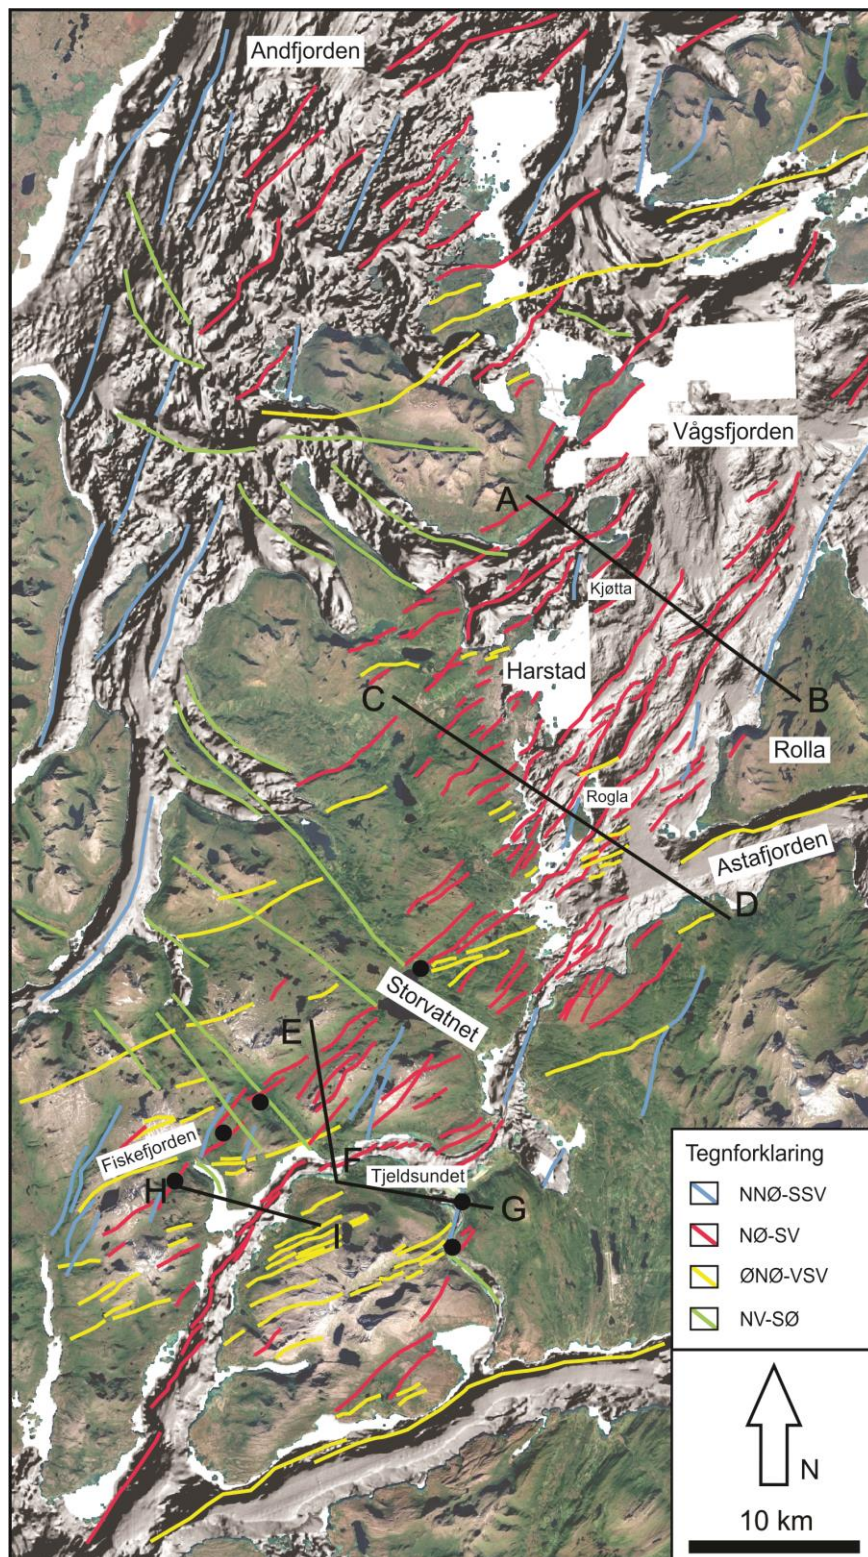 Andfjorden
Vågsfjorden
A
Kjøtta
Harstad
C
B
Rolla
Rogla
Astafjorden
D
Storvatnet
E
Fiskefjorden
F
Tjeldsundet
H
G
I
Tegnforklaring
NNØ-SSV
NØ-SV
ØNØ-VSV
NV-SØ
N
10 km